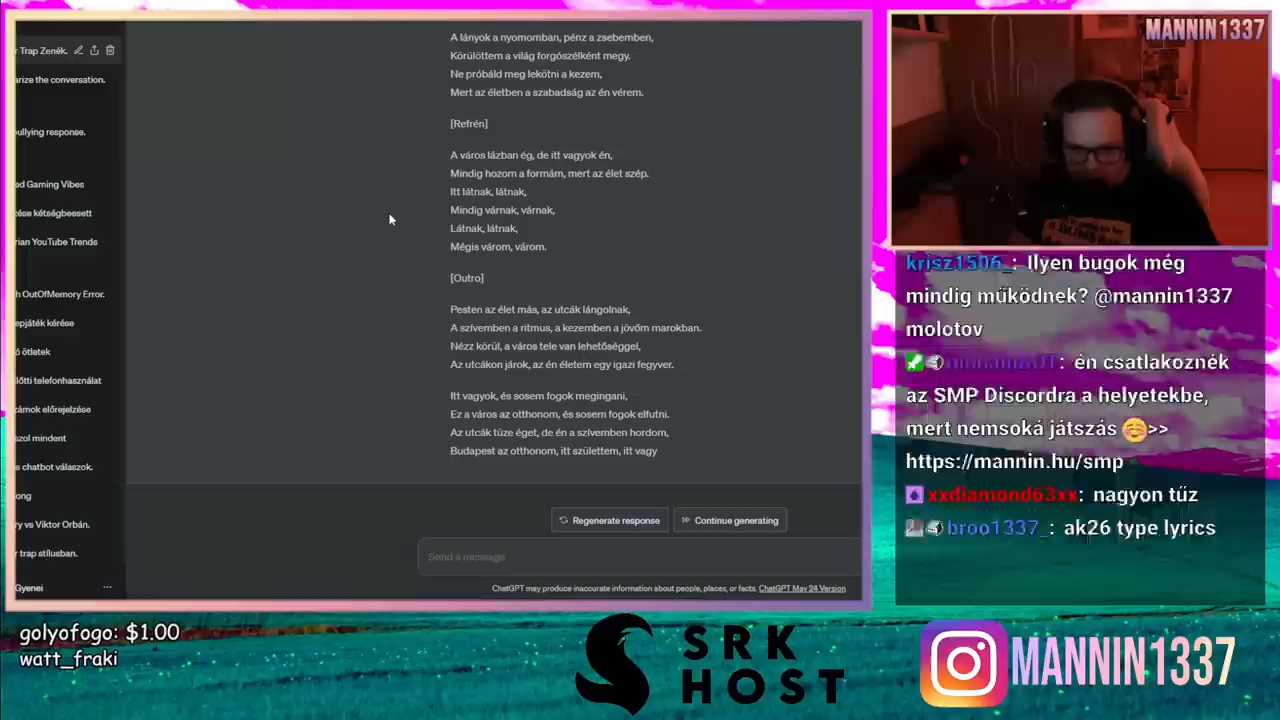 r Trap Zenék.
arize the conversation.
ullying response.
ed Gaming Vibes
zése kétségbeesett
rian YouTube Trends
h OutOfMemory Error.
epjáték kérése
ó ötletek
lőtti telefonhasználat
zárnok előrejelzése
szol mindent
s chatbot válaszok.
ong
ry vs Viktor Orbán.
r trap stílusban.
Gyenei
A lányok a nyomomban, pénz a zsebemben,
Körülöttem a világ forgószélként megy.
Ne próbáld meg lekötni a kezem,
Mert az életben a szabadság az én vérem.
[Refrén]
A város lázban ég, de itt vagyok én,
Mindig hozom a formám, mert az élet szép.
Itt látnak, látnak,
Mindig várnak, várnak,
Látnak, látnak,
Mégis várom, várom.
[Outro]
Pesten az élet más, az utcák lángolnak,
A szívemben a ritmus, a kezemben a jövőm marokban.
Nézz körül, a város tele van lehetőséggel,
Az utcákon járok, az én életem egy igazi fegyver.
Itt vagyok, és sosem fogok megingani,
Ez a város az otthonom, és sosem fogok elfutni.
Az utcák tüze éget, de én a szívemben hordom,
Budapest az otthonom, itt születtem, itt vagy
Regenerate response
Continue generating
Send a message
ChatGPT may produce inaccurate information about people, places, or facts. ChatGPT May 24 Version
MANNIN1337
krisz1506_: Ilyen bugok még
mindig működnek? @mannin1337
molotov
: én csatlakoznék
az SMP Discordra a helyetekbe,
mert nemsoká játszás >>
https://mannin.hu/smp
xxdiamond63xx: nagyon tűz
broo1337_: ak26 type lyrics
golyofogo: $1.00
watt_fraki
SRK
HOST
MANNIN1337